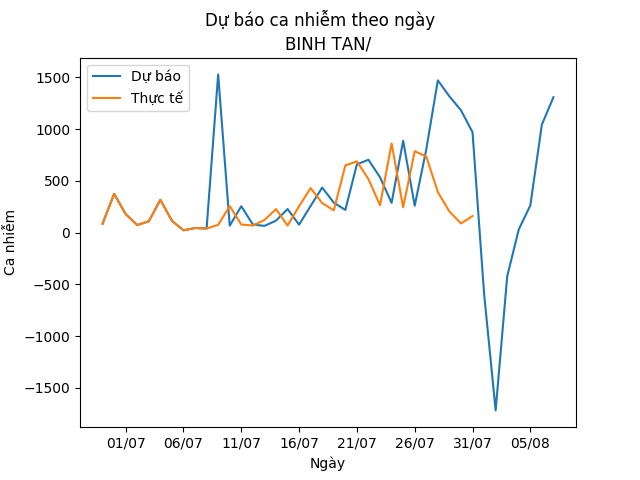 Dự báo ca nhiễm theo ngày
BINH TAN/
Dự báo
Thực tế
Ca nhiễm
1500
1000
500
0
−500
−1000
−1500
01/07 06/07 11/07 16/07 21/07 26/07 31/07 05/08
Ngày